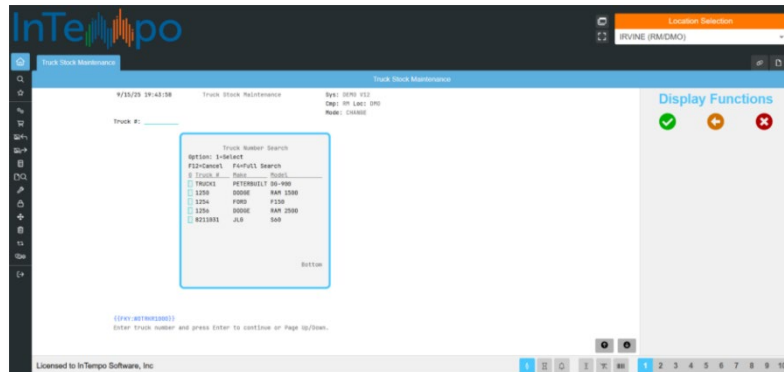 InTempo
Location Selection
IRVINE (RM/DMO)
Truck Stock Maintenance
Truck Stock Maintenance
9/15/25 19:43:58 Truck Stock Maintenance Sys: DEMO V12
Cmp: RM Loc: DMO
Mode: CHANGE
Truck #:
Display Functions
Truck Number Search
Option: 1=Select
F12=Cancel F4=Full Search
O Truck # Make Model
TRUCK1 PETERBUILT DG-900
1250 DODGE RAM 1500
1254 FORD F150
1256 DODGE RAM 2500
8211031 JLG S60
Bottom
Enter truck number and press Enter to continue or Page Up/Down.
Licensed to InTempo Software, Inc
1 2 3 4 5 6 7 8 9 10